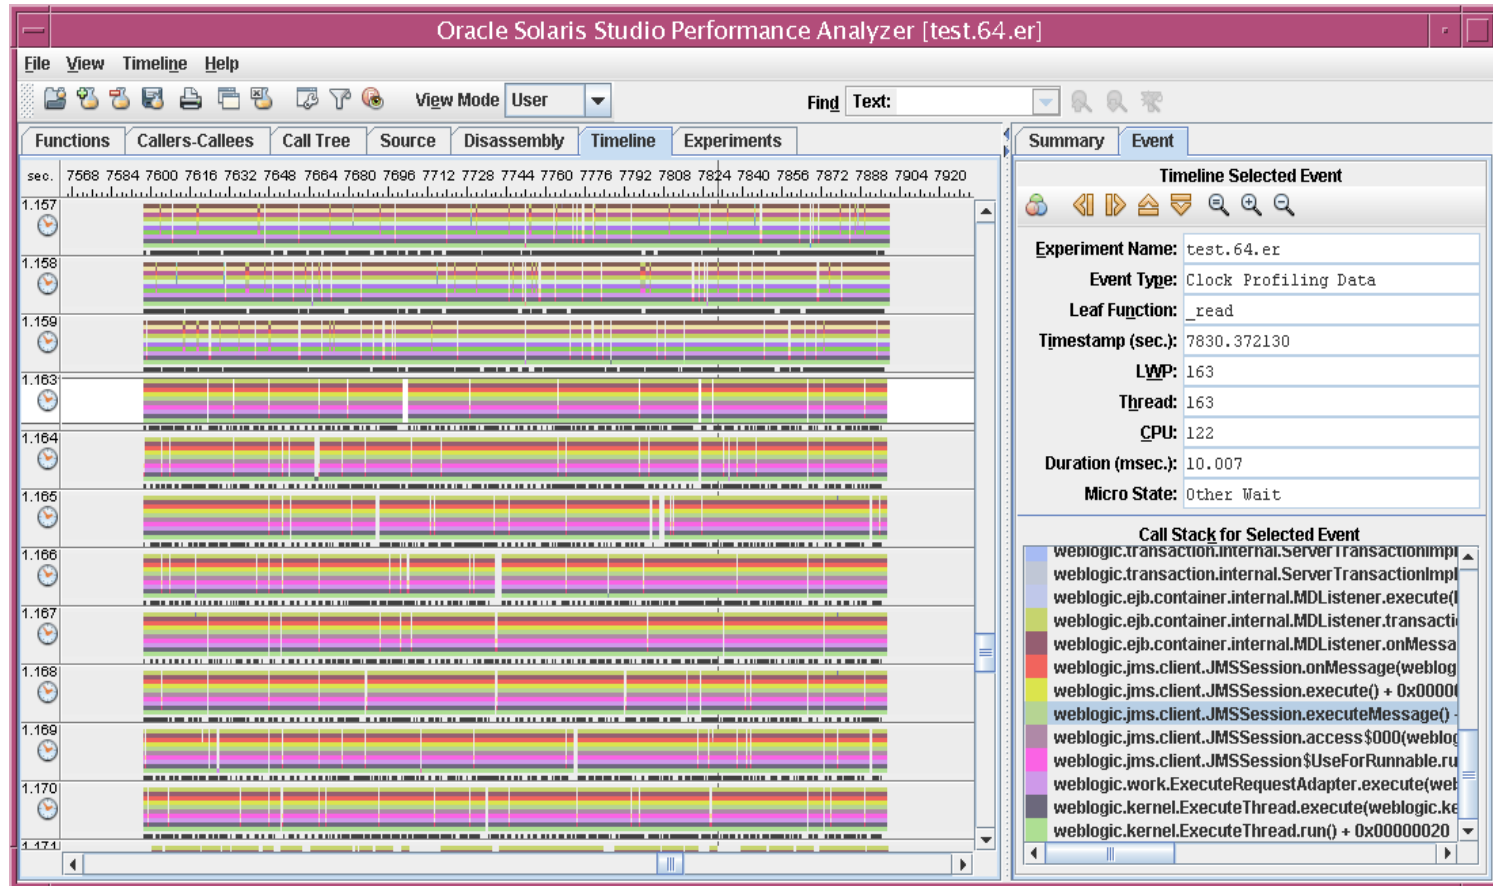 Oracle Solaris Studio Performance Analyzer [test.64.er]
File View Timeline Help
View Mode User Find Text:
Functions Callers-Callees Call Tree Source Disassembly Timeline Experiments
sec. 7568 7584 7600 7616 7632 7648 7664 7680 7696 7712 7728 7744 7760 7776 7792 7808 7824 7840 7856 7872 7888 7904 7920
1.157
1.158
1.159
1.163
1.164
1.165
1.166
1.167
1.168
1.169
1.170
1.171
Summary Event
Timeline Selected Event
Experiment Name: test.64.er
Event Type: Clock Profiling Data
Leaf Function: _read
Timestamp (sec.): 7830.372130
LWP: 163
Thread: 163
CPU: 122
Duration (msec.): 10.007
Micro State: Other Wait
Call Stack for Selected Event
weblogic.transaction.internal.ServerTransactionImpl
weblogic.transaction.internal.ServerTransactionImpl
weblogic.ejb.container.internal.MDListener.execute(
weblogic.ejb.container.internal.MDListener.transacti
weblogic.ejb.container.internal.MDListener.onMessa
weblogic.jms.client.JMSSession.onMessage(weblog
weblogic.jms.client.JMSSession.execute() + 0x0000
weblogic.jms.client.JMSSession.executeMessage() -
weblogic.jms.client.JMSSession.access$000(weblog
weblogic.jms.client.JMSSession$UseForRunnable.ru
weblogic.work.ExecuteRequestAdapter.execute(wel
weblogic.kernel.ExecuteThread.execute(weblogic.ke
weblogic.kernel.ExecuteThread.run() + 0x00000020